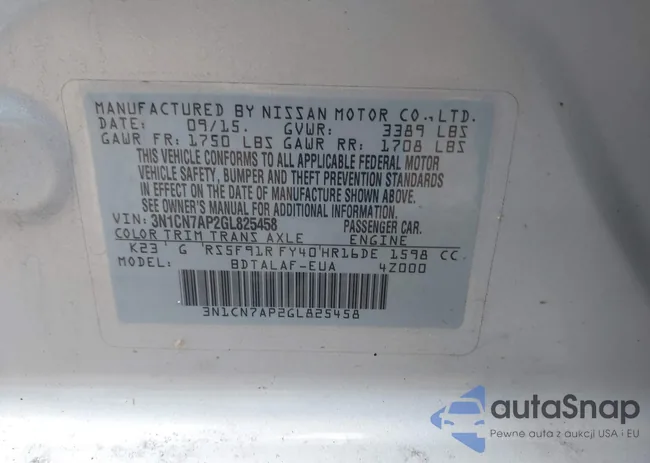 MANUFACTURED BY NISSAN MOTOR CO.,LTD.
DATE: 09/15. GVWR: 3389 LBS
GAWR FR: 1750 LBS GAWR RR: 1708 LBS
THIS VEHICLE CONFORMS TO ALL APPLICABLE FEDERAL MOTOR
VEHICLE SAFETY, BUMPER AND THEFT PREVENTION STANDARDS
IN EFFECT ON THE DATE OF MANUFACTURE SHOWN ABOVE.
SEE OWNER'S MANUAL FOR ADDITIONAL INFORMATION.
VIN: 3N1CN7AP2GL825458 PASSENGER CAR.
COLOR TRIM TRANS AXLE ENGINE
K23 G RS5F91R FY40 HR16DE 1598 CC
MODEL: BDTALAF-EUA 4Z000
3N1CN7AP2GL825458
autaSnap
Pewne auta z aukcji USA i EU